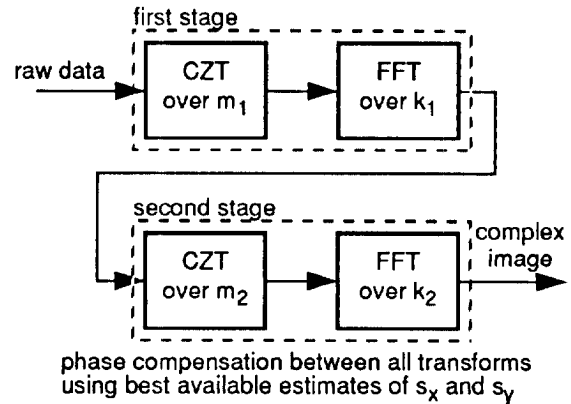 first stage
raw data
CZT
over m1
FFT
over k1
second stage
CZT
over m2
FFT
over k2
complex
image
phase compensation between all transforms
using best available estimates of sx and sy